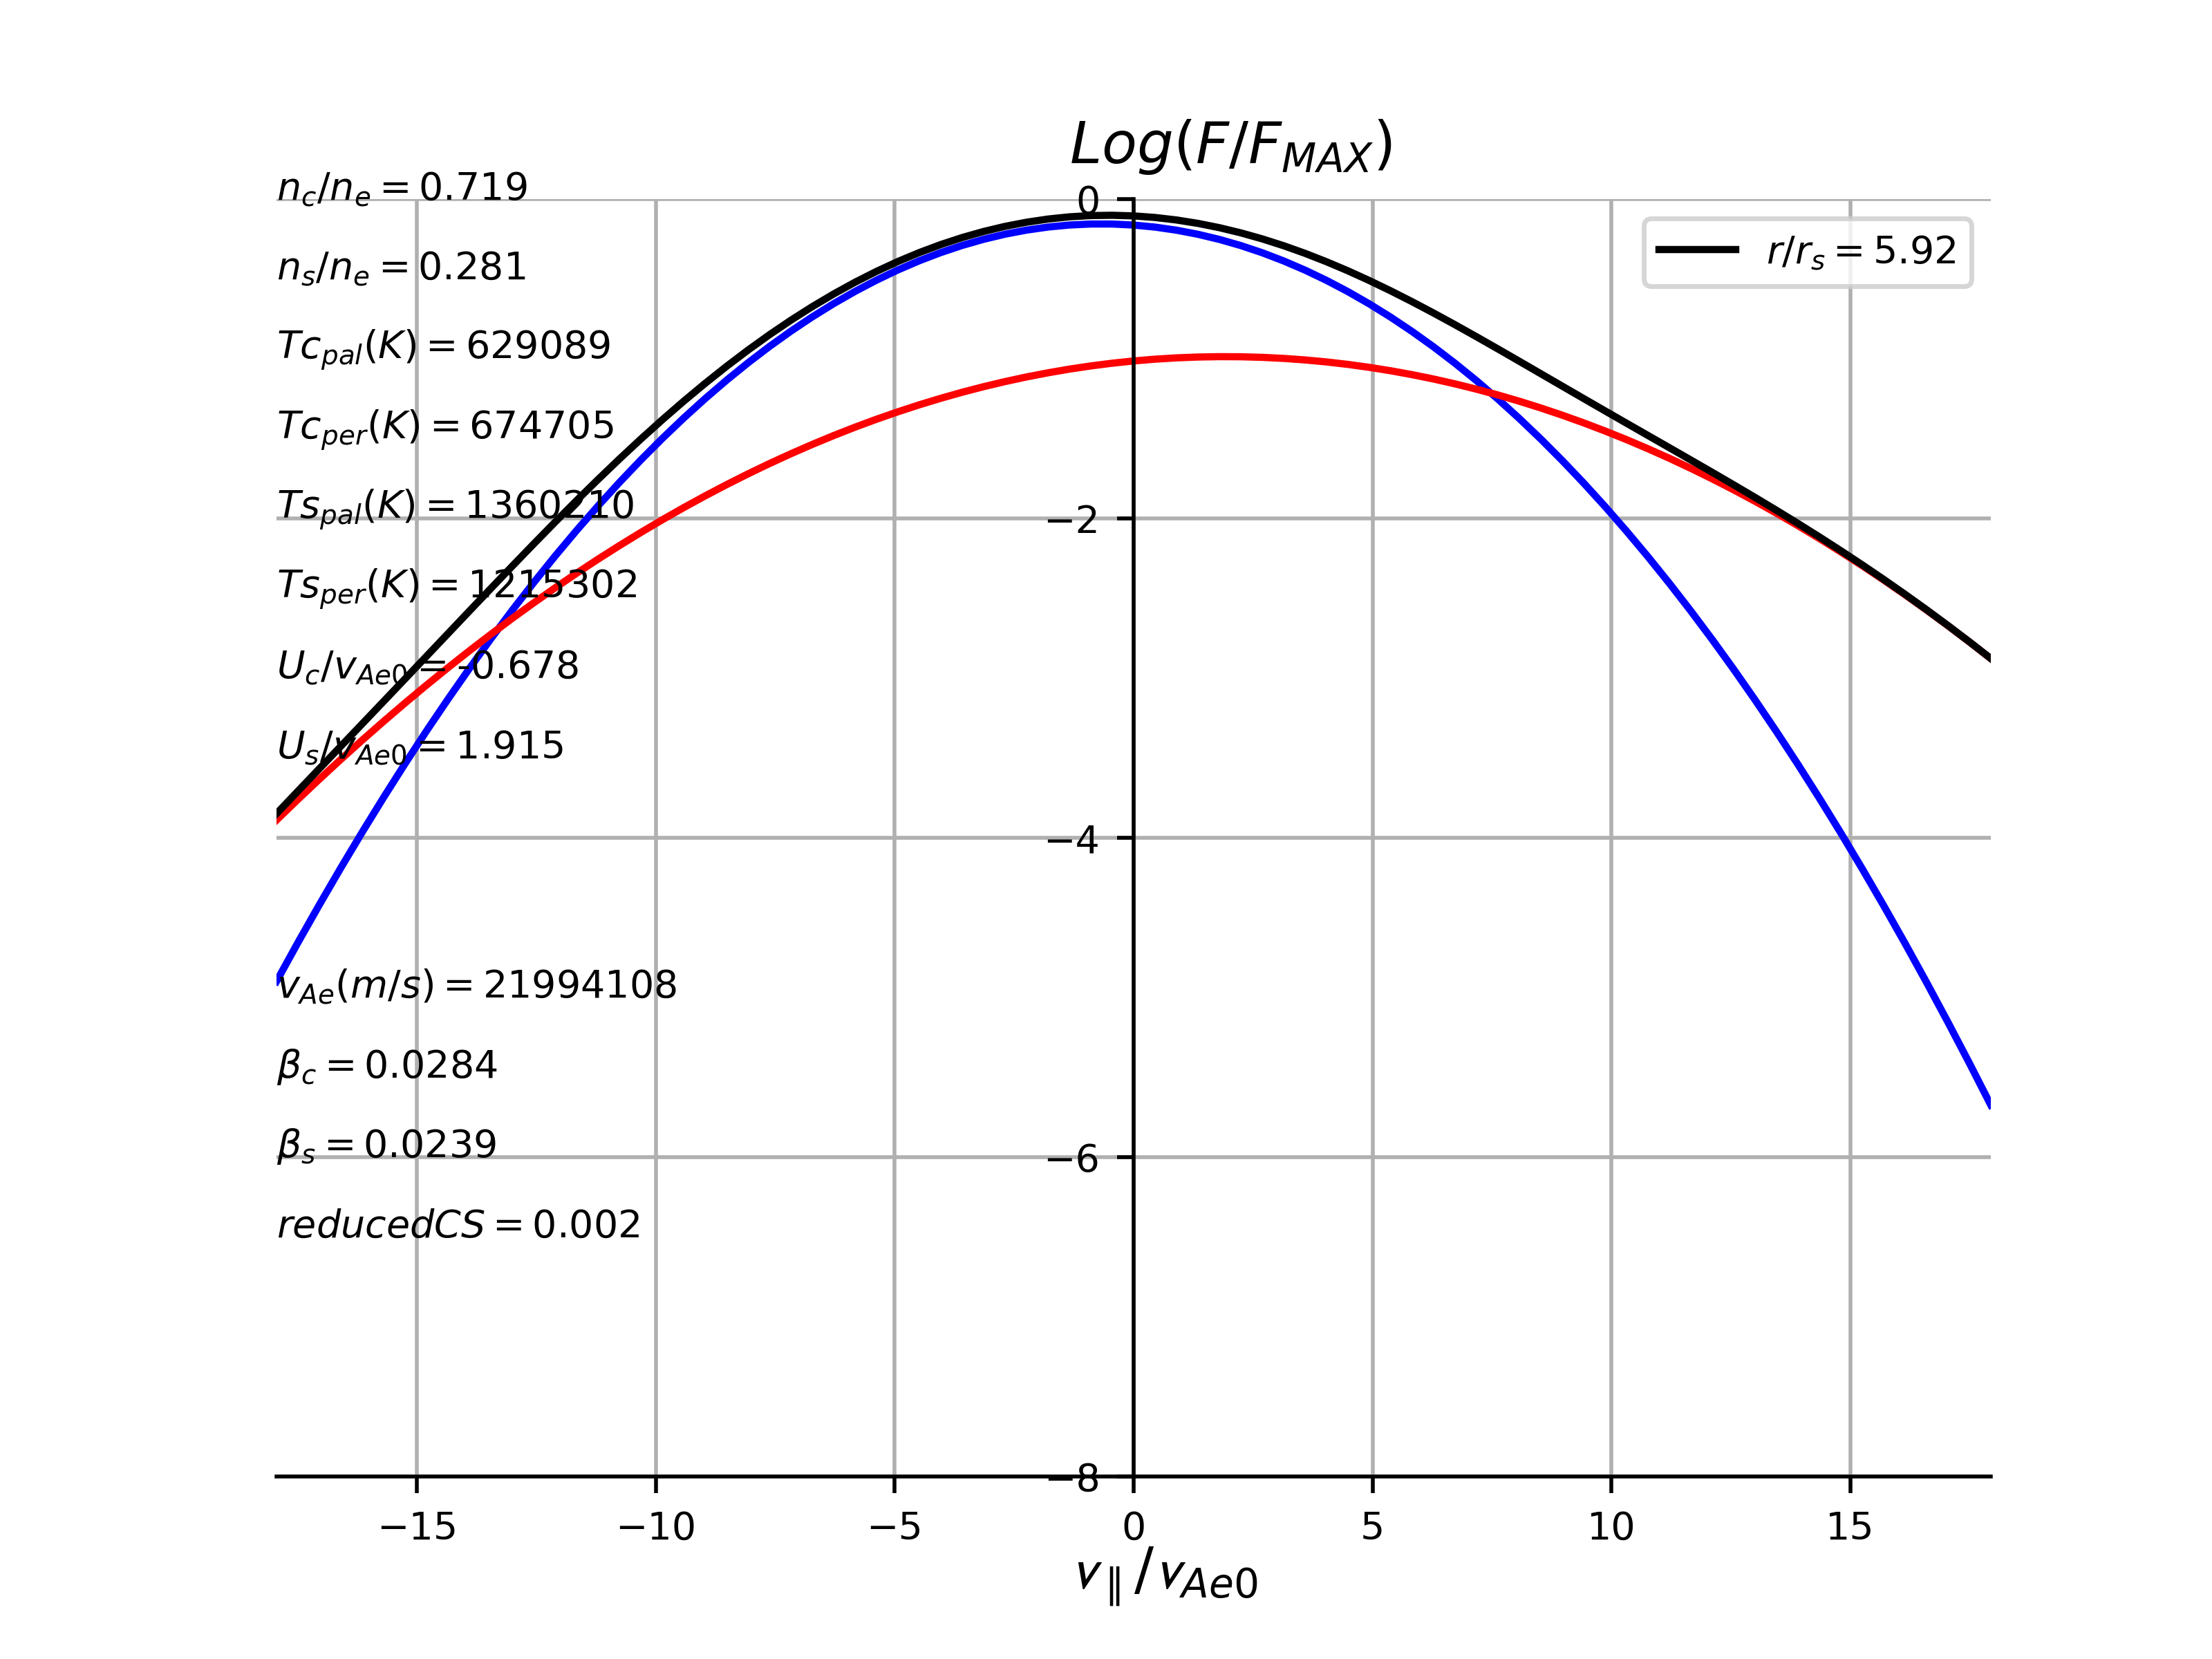 Log(F/F_MAX)
n_c/n_e = 0.719
0
r/r_s = 5.92
n_s/n_e = 0.281
Tc_pal(K) = 629089
Tc_per(K) = 674705
Ts_pal(K) = 1360210
−2
Ts_per(K) = 1215302
U_c/v_Ae0 = -0.678
U_s/v_Ae0 = 1.915
−4
v_Ae(m/s) = 21994108
β_c = 0.0284
β_s = 0.0239
−6
reducedCS = 0.002
−8
−15 −10 −5 0 5 10 15
v_∥/v_Ae0